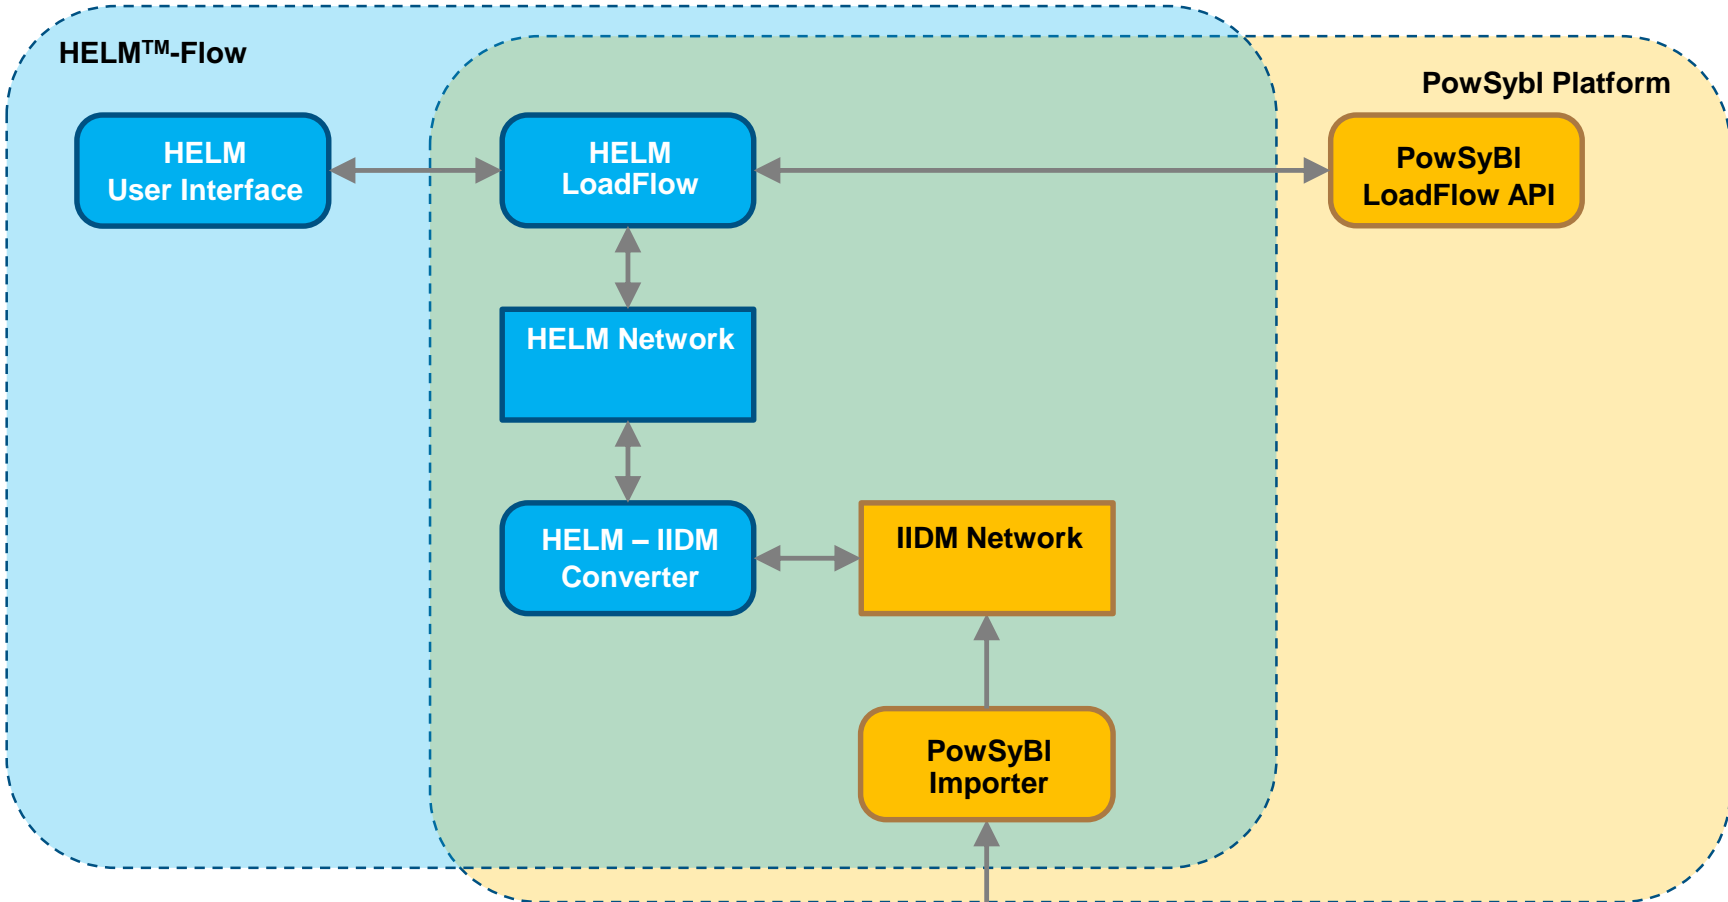 HELM™-Flow
PowSybl Platform
HELM
User Interface
HELM
LoadFlow
PowSyBl
LoadFlow API
HELM Network
HELM – IIDM
Converter
IIDM Network
PowSyBl
Importer